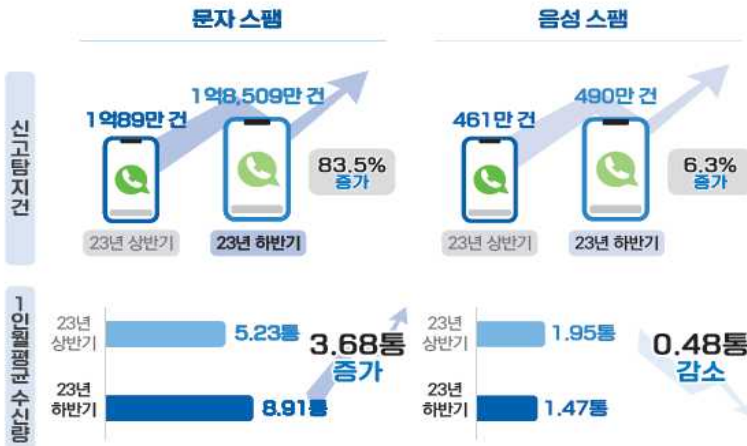 문자 스팸
음성 스팸
신고탐지건
1억89만 건
1억8,509만 건
83.5%
증가
23년 상반기
23년 하반기
461만 건
490만 건
6.3%
증가
23년 상반기
23년 하반기
1인월평균 수신량
23년
상반기
5.23통
23년
하반기
8.91통
3.68통
증가
23년
상반기
1.95통
23년
하반기
1.47통
0.48통
감소